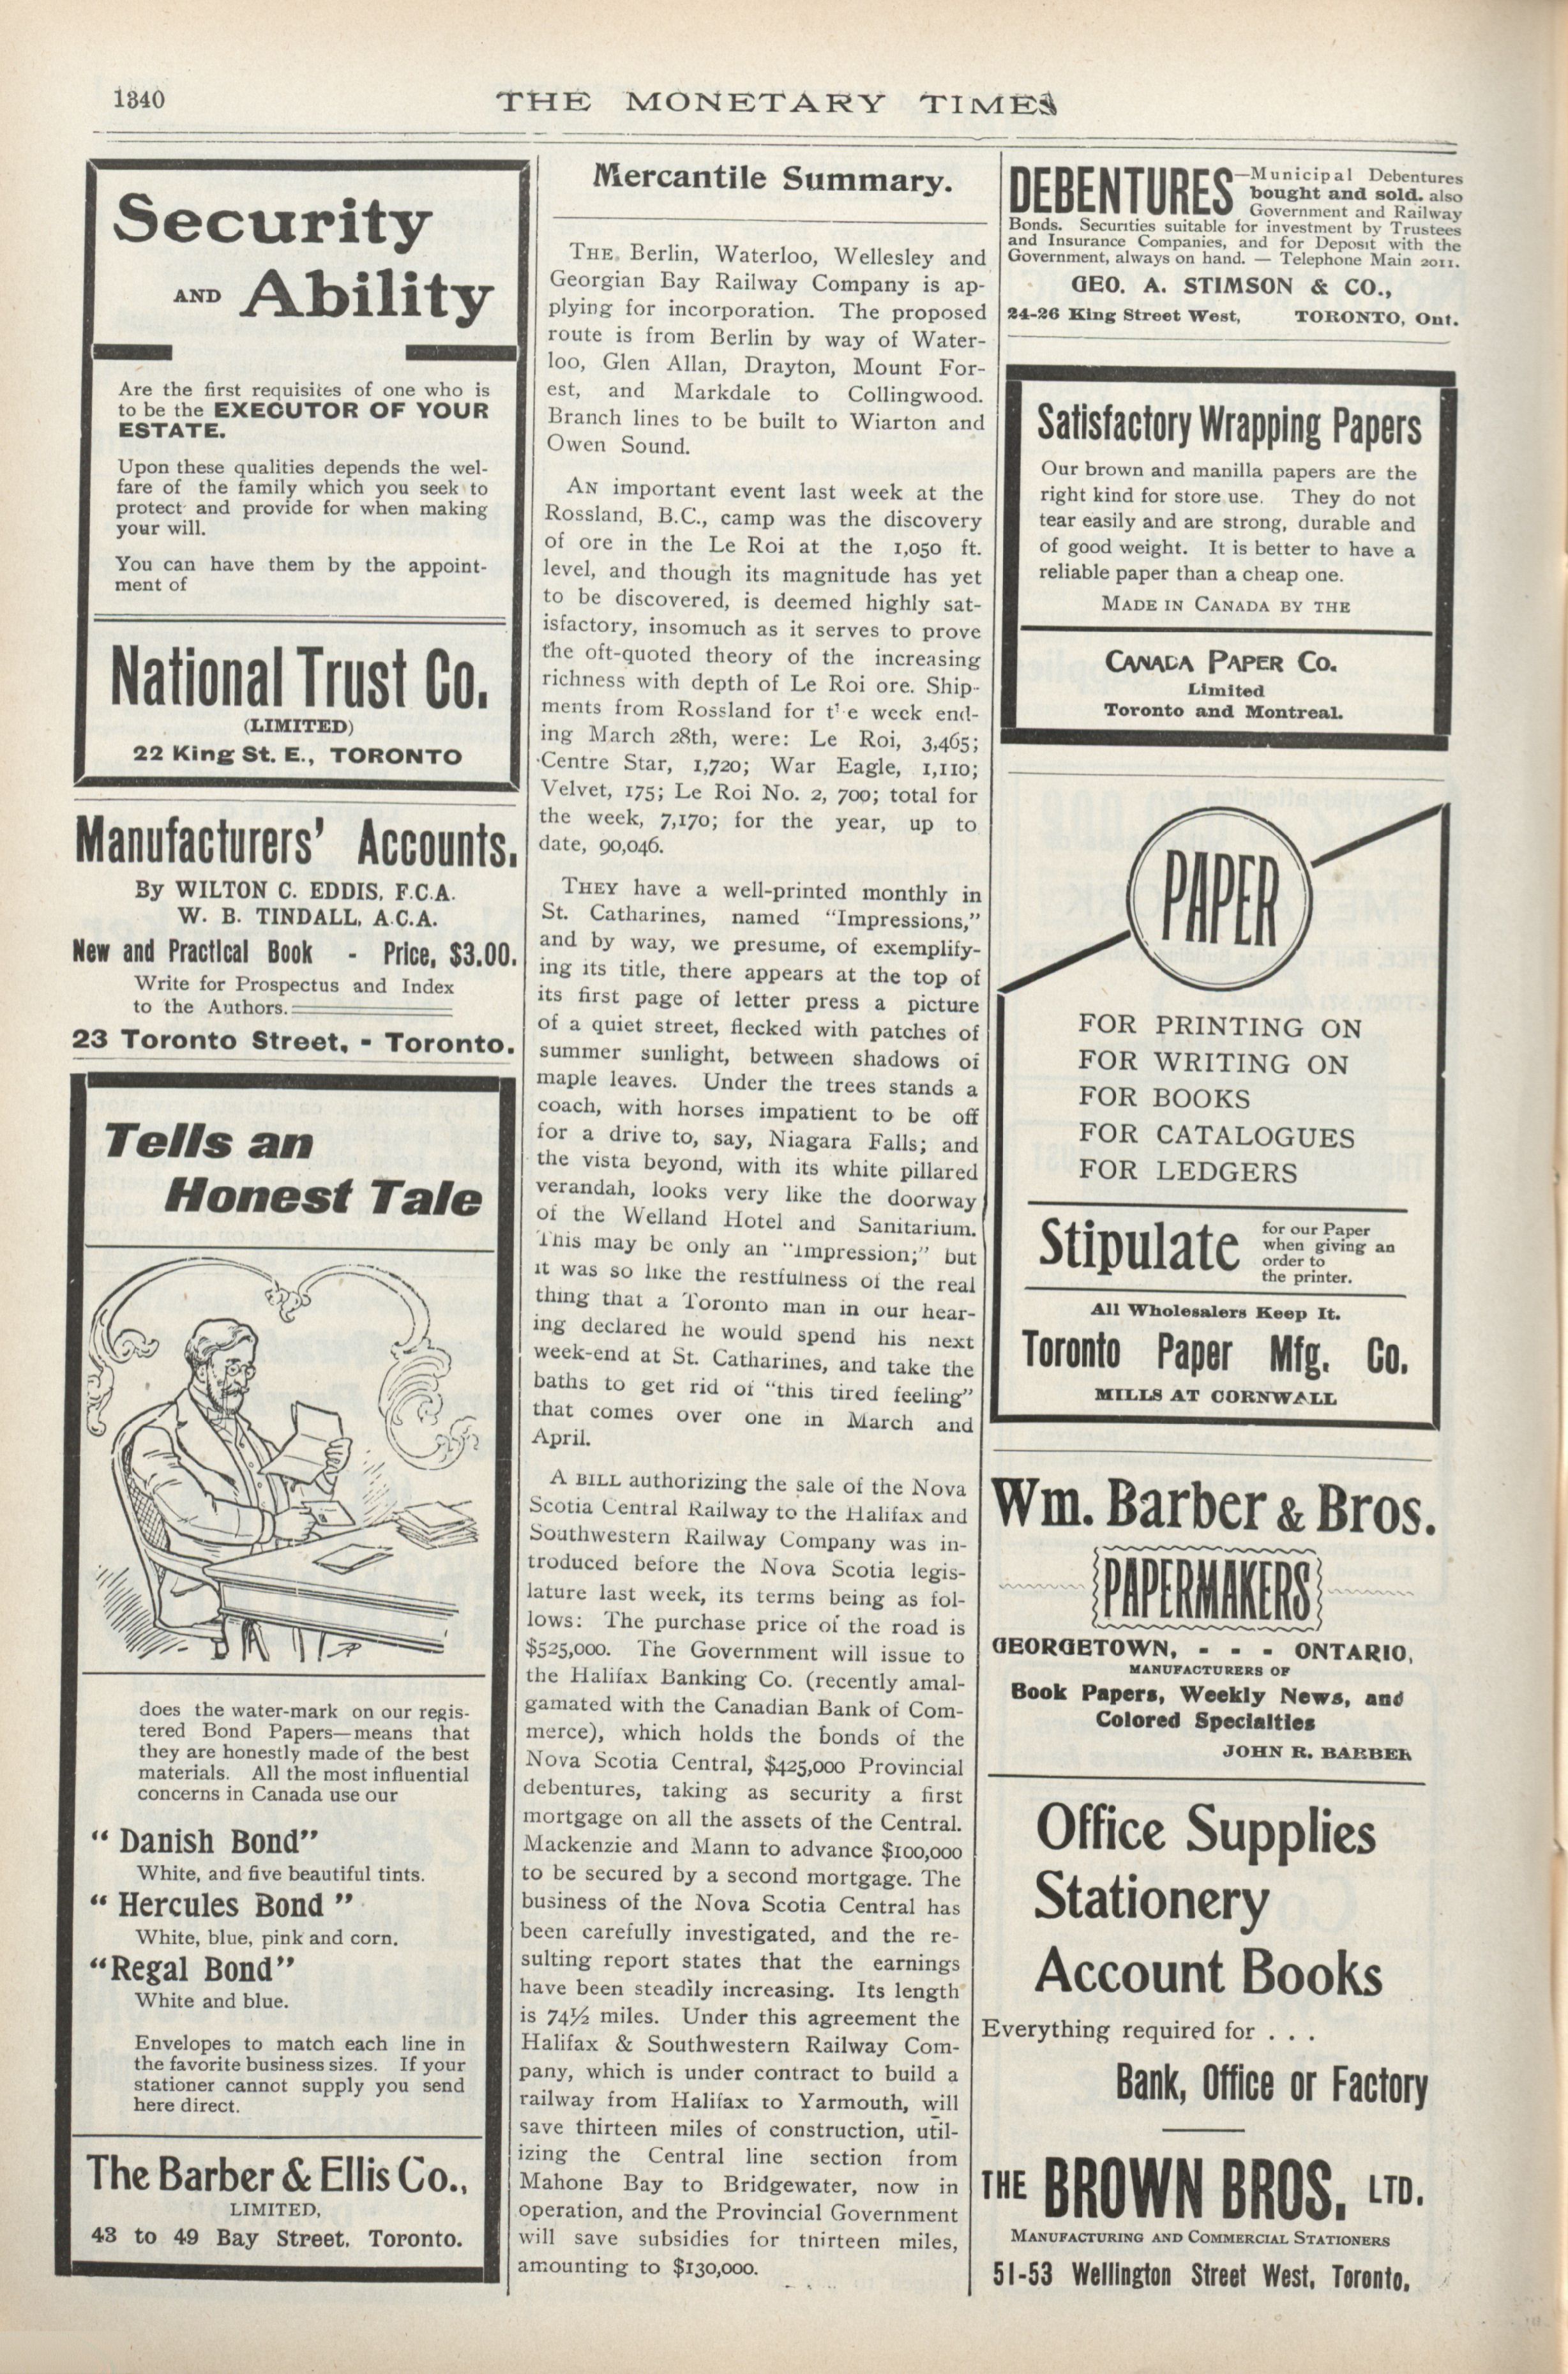 1340
THE MONETARY TIMES
Security
AND Ability
Are the first requisites of one who is
to be the EXECUTOR OF YOUR
ESTATE.
Upon these qualities depends the wel-
fare of the family which you seek to
protect and provide for when making
your will.
You can have them by the appoint-
ment of
National Trust Co.
(LIMITED)
22 King St. E., TORONTO
Manufacturers' Accounts.
By WILTON C. EDDIS, F.C.A.
W. B. TINDALL, A.C.A.
New and Practical Book - Price, $3.00.
Write for Prospectus and Index
to the Authors.
23 Toronto Street, - Toronto.
Tells an
Honest Tale
does the water-mark on our regis-
tered Bond Papers—means that
they are honestly made of the best
materials. All the most influential
concerns in Canada use our
“ Danish Bond”
White, and five beautiful tints.
“ Hercules Bond ”
White, blue, pink and corn.
“Regal Bond”
White and blue.
Envelopes to match each line in
the favorite business sizes. If your
stationer cannot supply you send
here direct.
The Barber & Ellis Co.,
LIMITED,
43 to 49 Bay Street, Toronto.
Mercantile Summary.
THE Berlin, Waterloo, Wellesley and
Georgian Bay Railway Company is ap-
plying for incorporation. The proposed
route is from Berlin by way of Water-
loo, Glen Allan, Drayton, Mount For-
est, and Markdale to Collingwood.
Branch lines to be built to Wiarton and
Owen Sound.
AN important event last week at the
Rossland, B.C., camp was the discovery
of ore in the Le Roi at the 1,050 ft.
level, and though its magnitude has yet
to be discovered, is deemed highly sat-
isfactory, insomuch as it serves to prove
the oft-quoted theory of the increasing
richness with depth of Le Roi ore. Ship-
ments from Rossland for the week end-
ing March 28th, were: Le Roi, 3,465;
Centre Star, 1,720; War Eagle, 1,110;
Velvet, 175; Le Roi No. 2, 700; total for
the week, 7,170; for the year, up to
date, 90,046.
THEY have a well-printed monthly in
St. Catharines, named “Impressions,”
and by way, we presume, of exemplify-
ing its title, there appears at the top of
its first page of letter press a picture
of a quiet street, flecked with patches of
summer sunlight, between shadows of
maple leaves. Under the trees stands a
coach, with horses impatient to be off
for a drive to, say, Niagara Falls; and
the vista beyond, with its white pillared
verandah, looks very like the doorway
of the Welland Hotel and Sanitarium.
This may be only an “impression;” but
it was so like the restfulness of the real
thing that a Toronto man in our hear-
ing declared he would spend his next
week-end at St. Catharines, and take the
baths to get rid of “this tired feeling”
that comes over one in March and
April.
A BILL authorizing the sale of the Nova
Scotia Central Railway to the Halifax and
Southwestern Railway Company was in-
troduced before the Nova Scotia legis-
lature last week, its terms being as fol-
lows: The purchase price of the road is
$525,000. The Government will issue to
the Halifax Banking Co. (recently amal-
gamated with the Canadian Bank of Com-
merce), which holds the bonds of the
Nova Scotia Central, $425,000 Provincial
debentures, taking as security a first
mortgage on all the assets of the Central.
Mackenzie and Mann to advance $100,000
to be secured by a second mortgage. The
business of the Nova Scotia Central has
been carefully investigated, and the re-
sulting report states that the earnings
have been steadily increasing. Its length
is 74½ miles. Under this agreement the
Halifax & Southwestern Railway Com-
pany, which is under contract to build a
railway from Halifax to Yarmouth, will
save thirteen miles of construction, util-
izing the Central line section from
Mahone Bay to Bridgewater, now in
operation, and the Provincial Government
will save subsidies for thirteen miles,
amounting to $130,000.
DEBENTURES—Municipal Debentures
bought and sold. also
Government and Railway
Bonds. Securities suitable for investment by Trustees
and Insurance Companies, and for Deposit with the
Government, always on hand. — Telephone Main 2011.
GEO. A. STIMSON & CO.,
24-26 King Street West, TORONTO, Ont.
Satisfactory Wrapping Papers
Our brown and manilla papers are the
right kind for store use. They do not
tear easily and are strong, durable and
of good weight. It is better to have a
reliable paper than a cheap one.
MADE IN CANADA BY THE
CANADA PAPER CO.
Limited
Toronto and Montreal.
PAPER
FOR PRINTING ON
FOR WRITING ON
FOR BOOKS
FOR CATALOGUES
FOR LEDGERS
Stipulate for our Paper
when giving an
order to
the printer.
All Wholesalers Keep It.
Toronto Paper Mfg. Co.
MILLS AT CORNWALL
Wm. Barber & Bros.
PAPERMAKERS
GEORGETOWN, - - - ONTARIO,
MANUFACTURERS OF
Book Papers, Weekly News, and
Colored Specialties
JOHN R. BARBER
Office Supplies
Stationery
Account Books
Everything required for . . .
Bank, Office or Factory
THE BROWN BROS. LTD.
MANUFACTURING AND COMMERCIAL STATIONERS
51-53 Wellington Street West, Toronto.